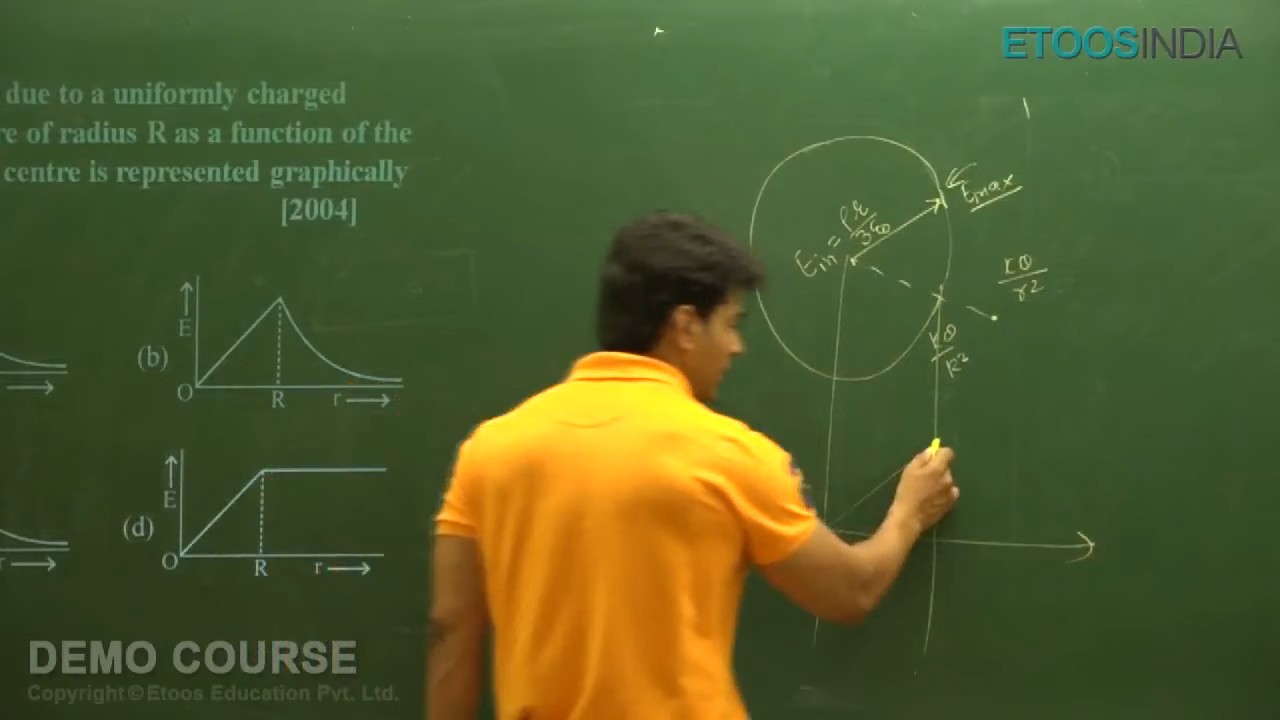 ETOOSINDIA
due to a uniformly charged
re of radius R as a function of the
centre is represented graphically
[2004]
E
(b)
O
R
r
E
(d)
O
R
r
r
Ein = ρr/3ε0
Emax
KQ/r²
KQ/R²
DEMO COURSE
Copyright©Etoos Education Pvt. Ltd.